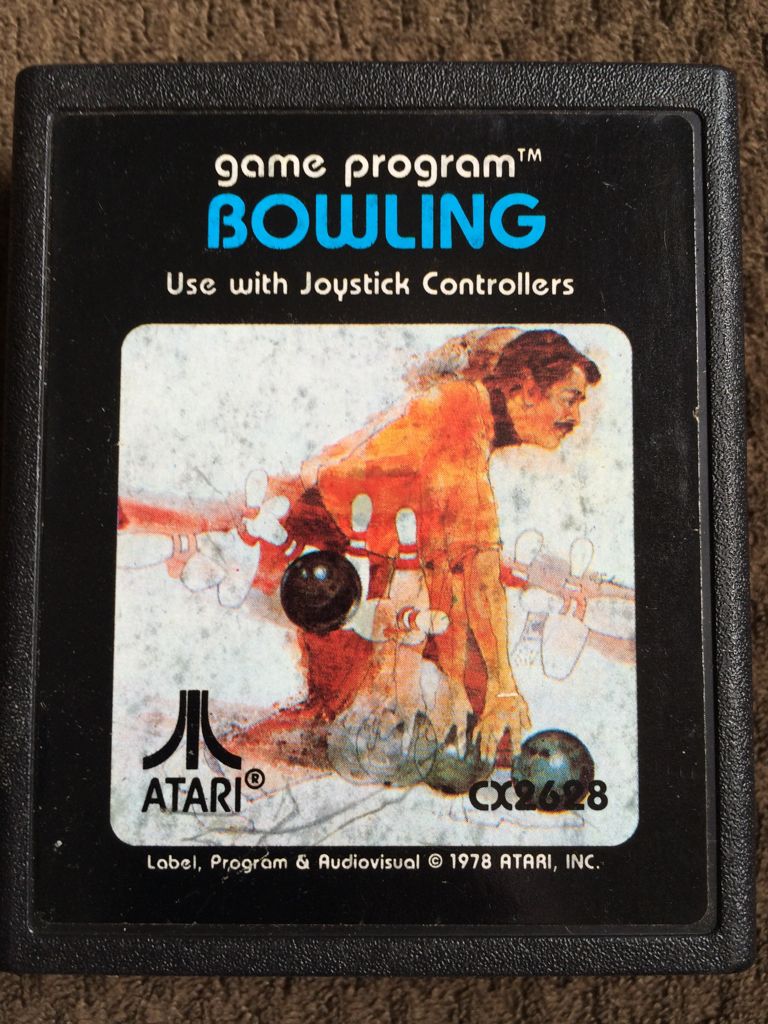 game program™
BOWLING
Use with Joystick Controllers
ATARI®
CX2628
Label, Program & Audiovisual © 1978 ATARI, INC.